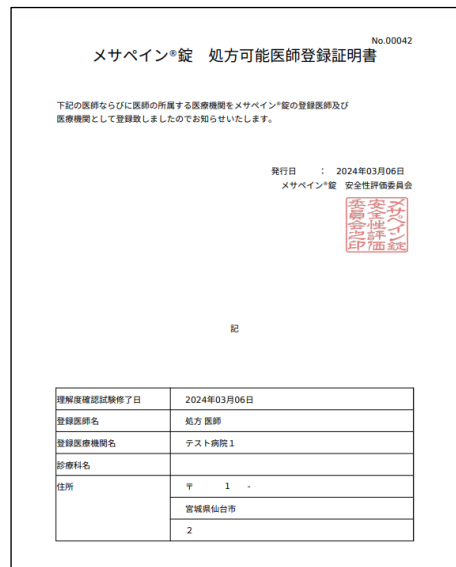 No.00042
メサペイン®錠　処方可能医師登録証明書
下記の医師ならびに医師の所属する医療機関をメサペイン®錠の登録医師及び
医療機関として登録致しましたのでお知らせいたします。
発行日　：　2024年03月06日
メサペイン®錠　安全性評価委員会
メサペイン錠
安全性評価
委員会之印
記
理解度確認試験修了日　2024年03月06日
登録医師名　処方 医師
登録医療機関名　テスト病院１
診療科名
住所　〒　1　-
宮城県仙台市
２